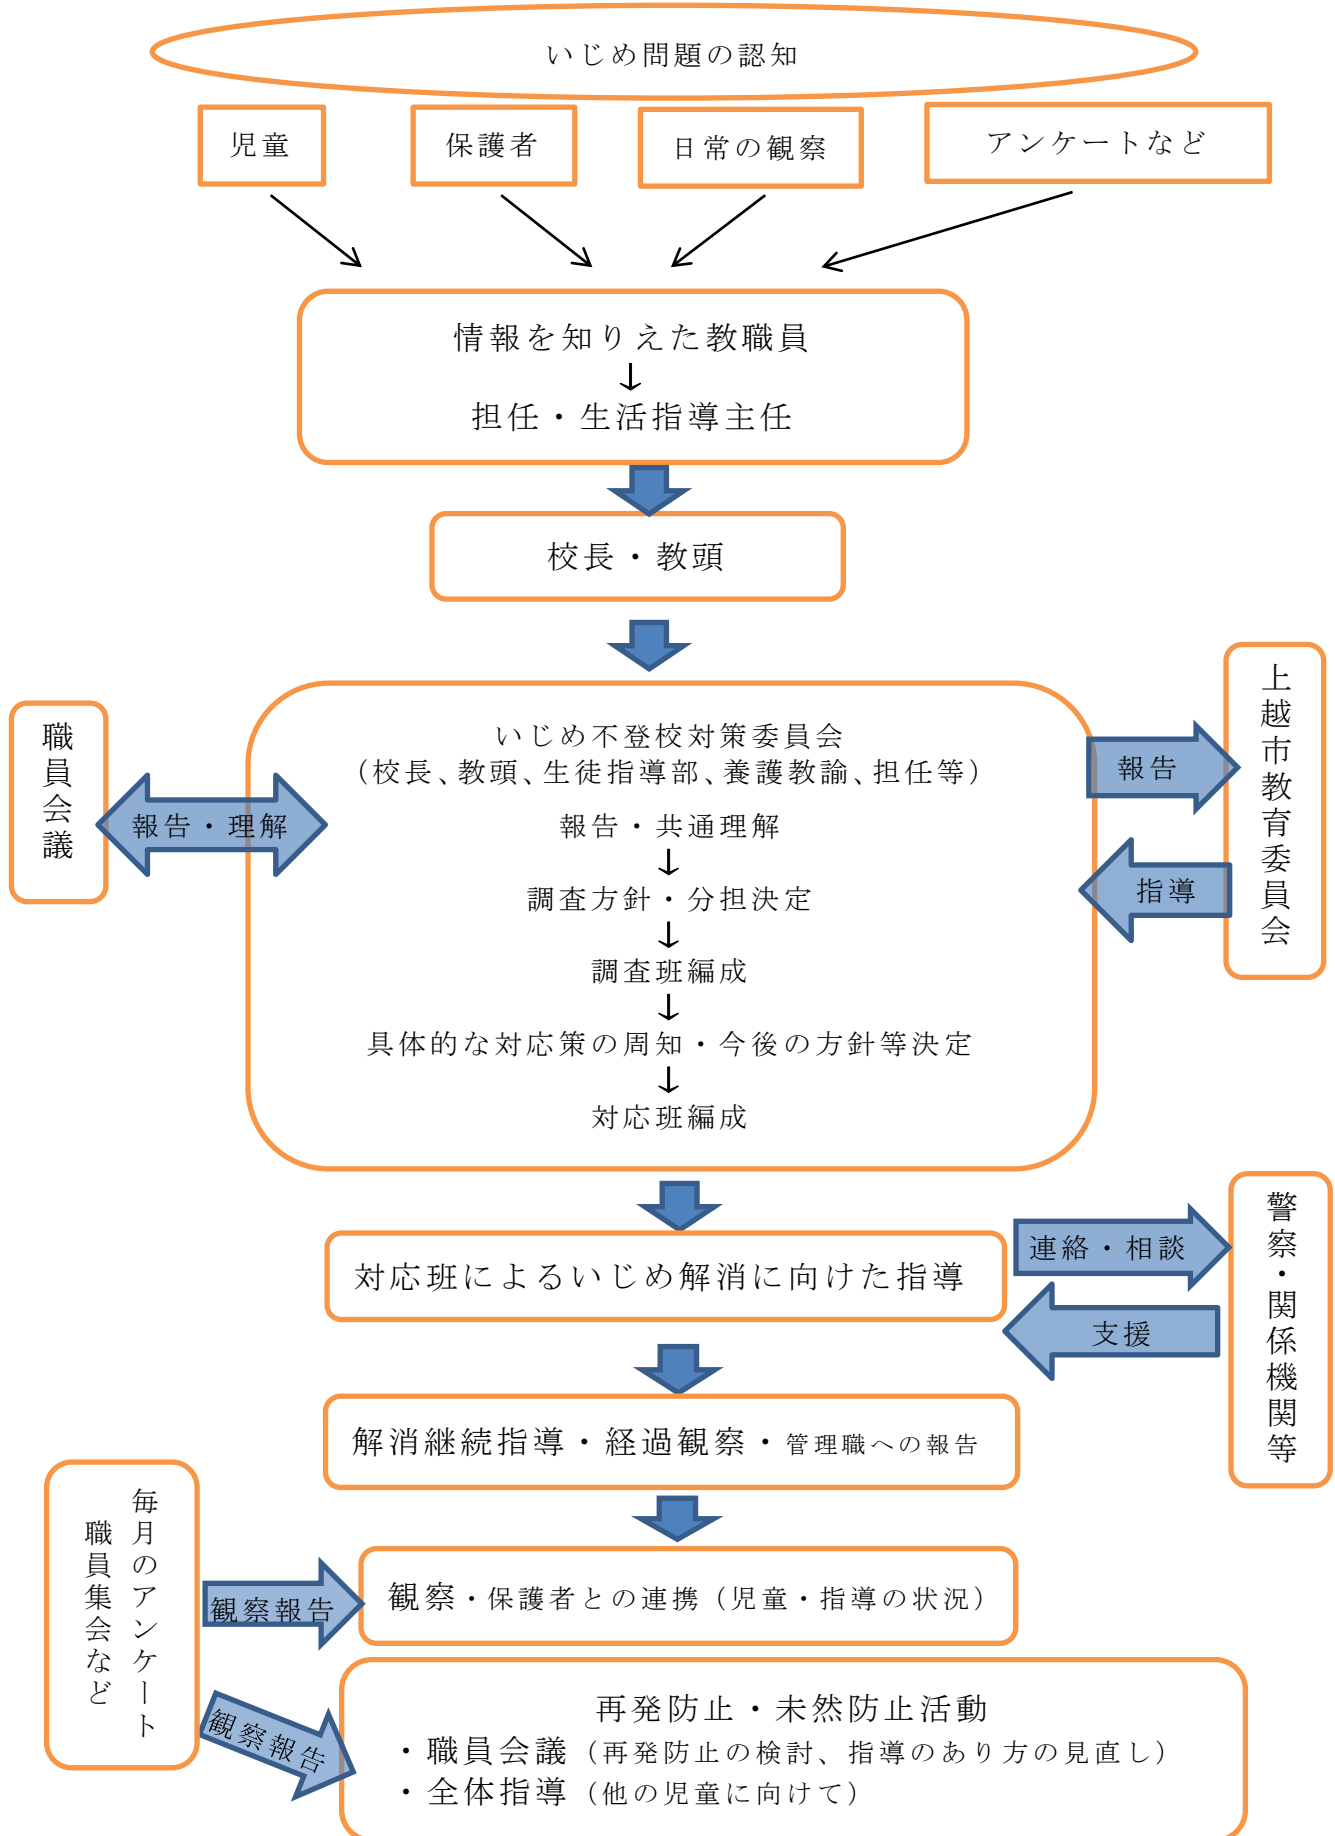 いじめ問題の認知
児童
保護者
日常の観察
アンケートなど
情報を知りえた教職員
↓
担任・生活指導主任
校長・教頭
いじめ不登校対策委員会
（校長、教頭、生徒指導部、養護教諭、担任等）
報告・共通理解
↓
調査方針・分担決定
↓
調査班編成
↓
具体的な対応策の周知・今後の方針等決定
↓
対応班編成
職員会議
報告・理解
報告
指導
上越市教育委員会
対応班によるいじめ解消に向けた指導
連絡・相談
支援
警察・関係機関等
解消継続指導・経過観察・管理職への報告
毎月のアンケート
職員集会など
観察報告
観察・保護者との連携（児童・指導の状況）
観察報告
再発防止・未然防止活動
・職員会議（再発防止の検討、指導のあり方の見直し）
・全体指導（他の児童に向けて）